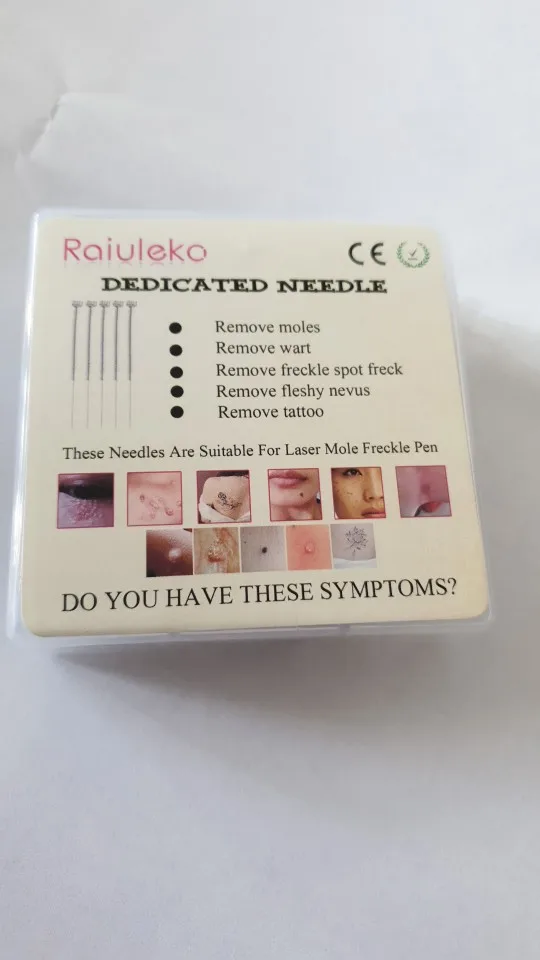 Raiuleko
CE
DEDICATED NEEDLE
Remove moles
Remove wart
Remove freckle spot freck
Remove fleshy nevus
Remove tattoo
These Needles Are Suitable For Laser Mole Freckle Pen
DO YOU HAVE THESE SYMPTOMS?